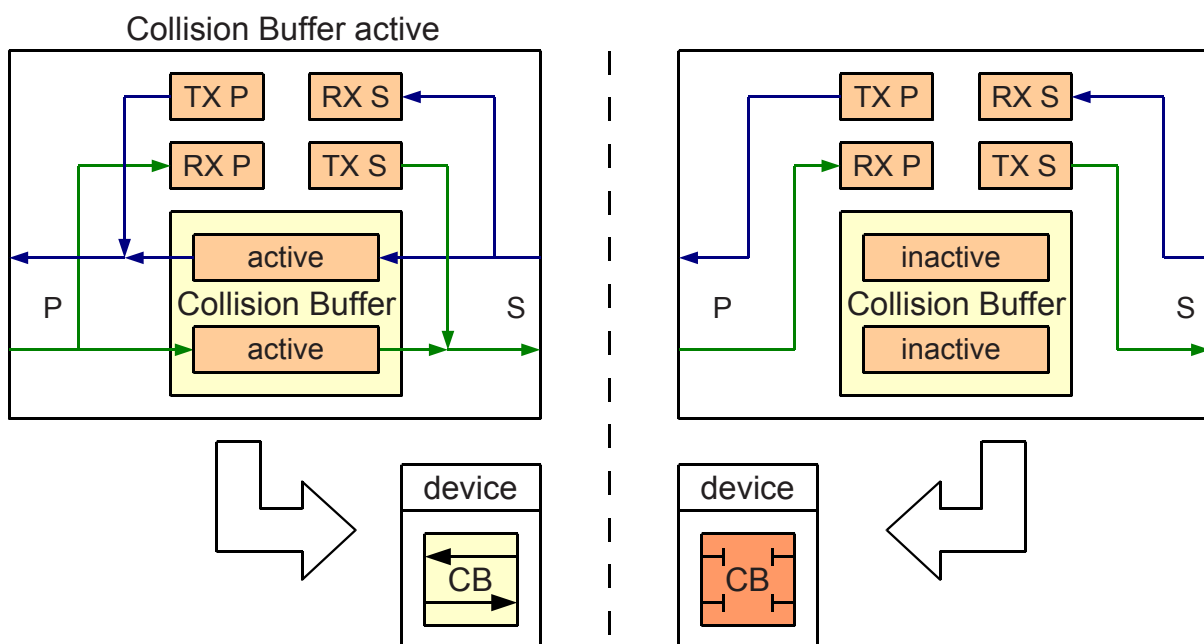 Collision Buffer active
TX P
RX S
RX P
TX S
active
Collision Buffer
active
P
S
TX P
RX S
RX P
TX S
inactive
Collision Buffer
inactive
P
S
device
CB
device
CB